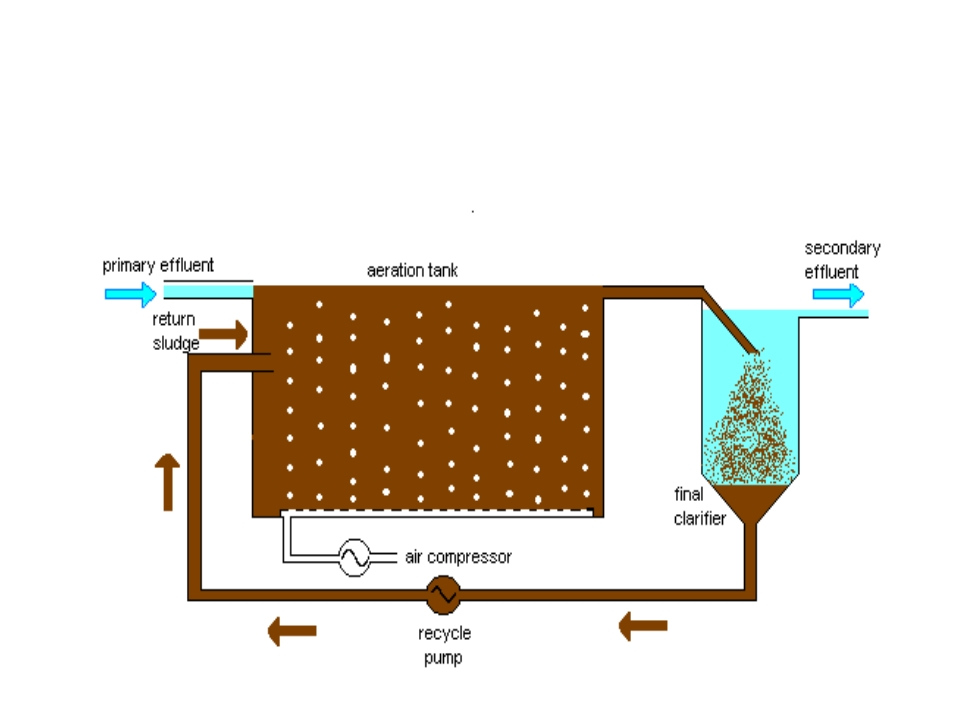 primary effluent
aeration tank
secondary
effluent
return
sludge
final
clarifier
air compressor
recycle
pump